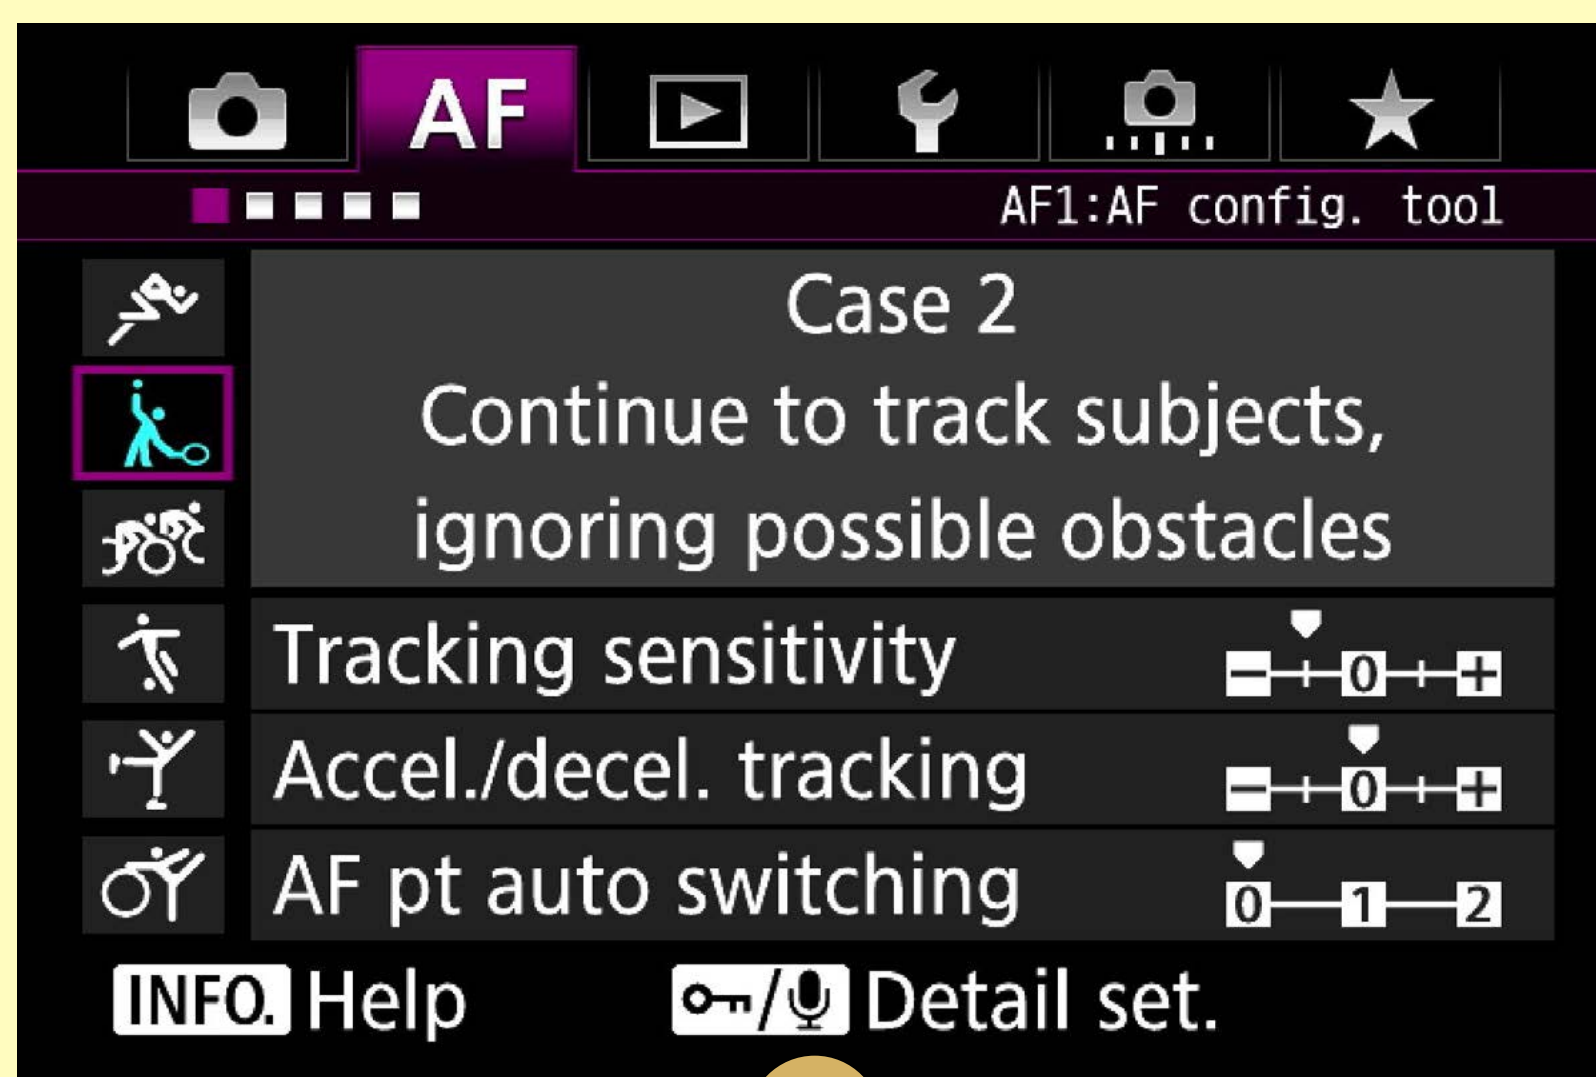 AF
AF1:AF config. tool
Case 2
Continue to track subjects,
ignoring possible obstacles
Tracking sensitivity
- 0 +
Accel./decel. tracking
- 0 +
AF pt auto switching
0 1 2
INFO. Help
/ Detail set.